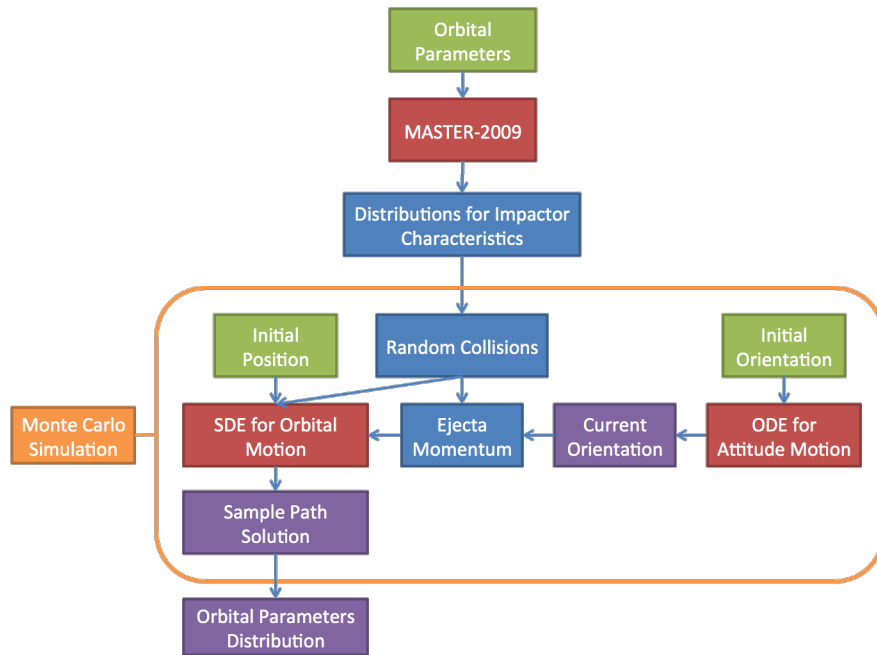 Orbital
Parameters
MASTER-2009
Distributions for Impactor
Characteristics
Initial
Position
Random Collisions
Initial
Orientation
Monte Carlo
Simulation
SDE for Orbital
Motion
Ejecta
Momentum
Current
Orientation
ODE for
Attitude Motion
Sample Path
Solution
Orbital Parameters
Distribution